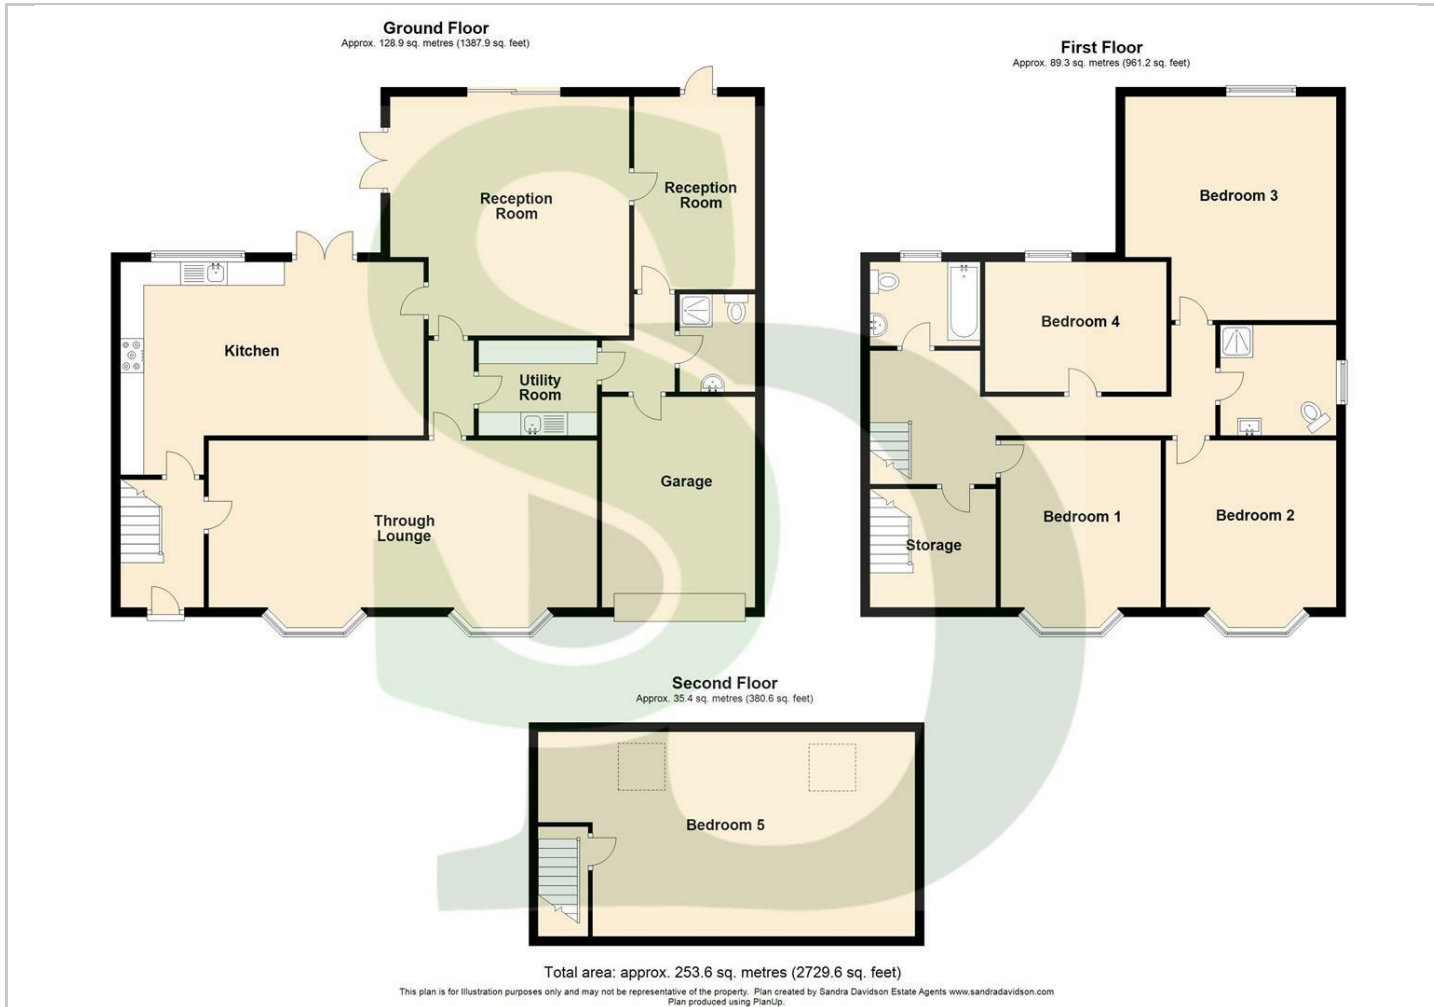 Ground Floor
Approx. 128.9 sq. metres (1387.9 sq. feet)
Reception
Room
Reception
Room
Kitchen
Utility
Room
Through
Lounge
Garage
First Floor
Approx. 89.3 sq. metres (961.2 sq. feet)
Bedroom 3
Bedroom 4
Bedroom 1
Bedroom 2
Storage
Second Floor
Approx. 35.4 sq. metres (380.6 sq. feet)
Bedroom 5
Total area: approx. 253.6 sq. metres (2729.6 sq. feet)
This plan is for Illustration purposes only and may not be representative of the property. Plan created by Sandra Davidson Estate Agents www.sandradavidson.com
Plan produced using PlanUp.